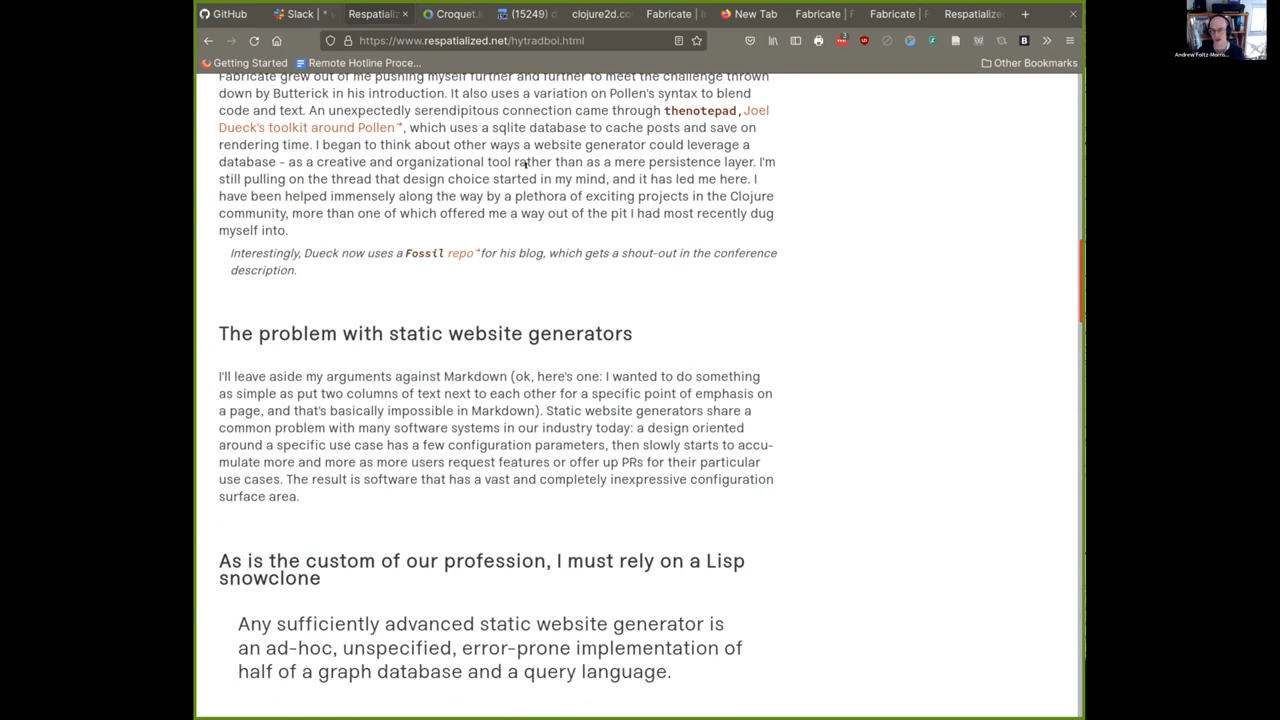 GitHub
Slack | *
Respatializ
Croquet.i
(15249) d
clojure2d.co
Fabricate | I
New Tab
Fabricate | F
Fabricate | F
Respatialize
https://www.respatialized.net/hytradboi.html
Getting Started
Remote Hotline Proce...
Other Bookmarks
Andrew Foltz-Morris...
Fabricate grew out of me pushing myself further and further to meet the challenge thrown
down by Butterick in his introduction. It also uses a variation on Pollen's syntax to blend
code and text. An unexpectedly serendipitous connection came through thenotepad, Joel
Dueck's toolkit around Pollen, which uses a sqlite database to cache posts and save on
rendering time. I began to think about other ways a website generator could leverage a
database - as a creative and organizational tool rather than as a mere persistence layer. I'm
still pulling on the thread that design choice started in my mind, and it has led me here. I
have been helped immensely along the way by a plethora of exciting projects in the Clojure
community, more than one of which offered me a way out of the pit I had most recently dug
myself into.
Interestingly, Dueck now uses a Fossil repo for his blog, which gets a shout-out in the conference
description.
The problem with static website generators
I'll leave aside my arguments against Markdown (ok, here's one: I wanted to do something
as simple as put two columns of text next to each other for a specific point of emphasis on
a page, and that's basically impossible in Markdown). Static website generators share a
common problem with many software systems in our industry today: a design oriented
around a specific use case has a few configuration parameters, then slowly starts to accu-
mulate more and more as more users request features or offer up PRs for their particular
use cases. The result is software that has a vast and completely inexpressive configuration
surface area.
As is the custom of our profession, I must rely on a Lisp
snowclone
Any sufficiently advanced static website generator is
an ad-hoc, unspecified, error-prone implementation of
half of a graph database and a query language.